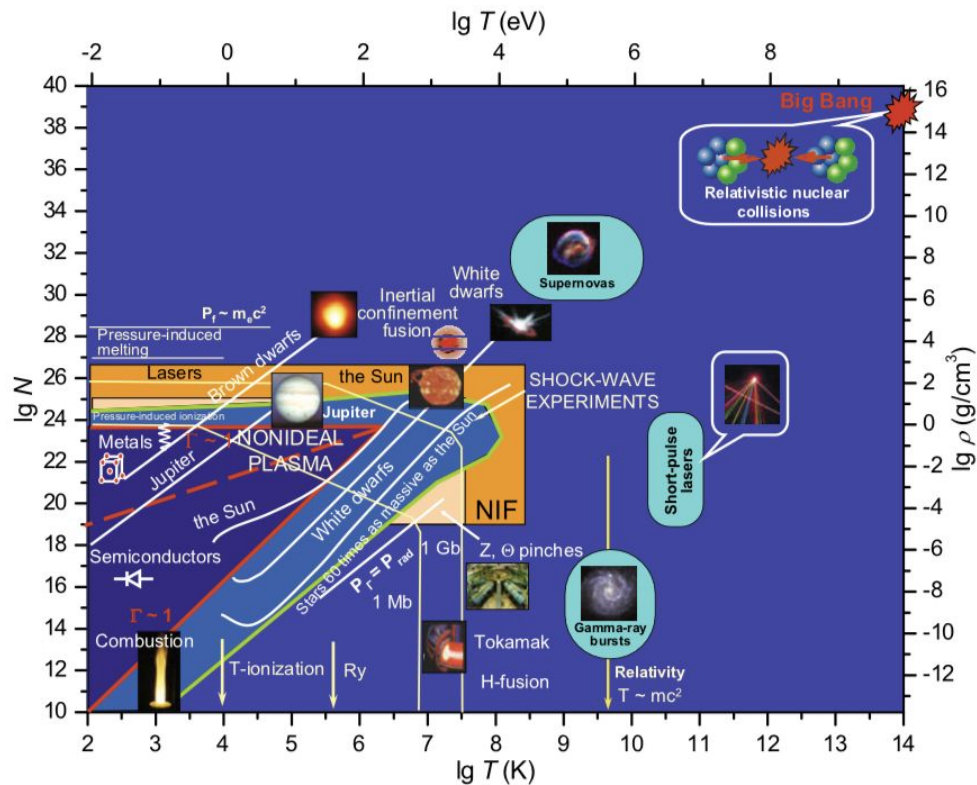 lg T (eV)
-2 0 2 4 6 8
40
38
36
34
32
30
28
26
24
22
20
18
16
14
12
10
lg N
16
14
12
10
8
6
4
2
0
-2
-4
-6
-8
-10
-12
lg ρ (g/cm³)
Big Bang
Relativistic nuclear
collisions
Supernovas
White
dwarfs
Inertial
confinement
fusion
P_f ~ m_e c²
Pressure-induced
melting
Brown dwarfs
Lasers
the Sun
SHOCK-WAVE
EXPERIMENTS
Pressure-induced ionization
Jupiter
Metals
Γ ~ 1
NONIDEAL
PLASMA
Jupiter
the Sun
White dwarfs
Stars 60 times as massive as the Sun
NIF
Short-pulse
lasers
Semiconductors
P_Γ = P_rad
1 Gb
Z, Θ pinches
1 Mb
Γ ~ 1
Combustion
T-ionization
Ry
Tokamak
H-fusion
Gamma-ray
bursts
Relativity
T ~ mc²
2 3 4 5 6 7 8 9 10 11 12 13 14
lg T (K)